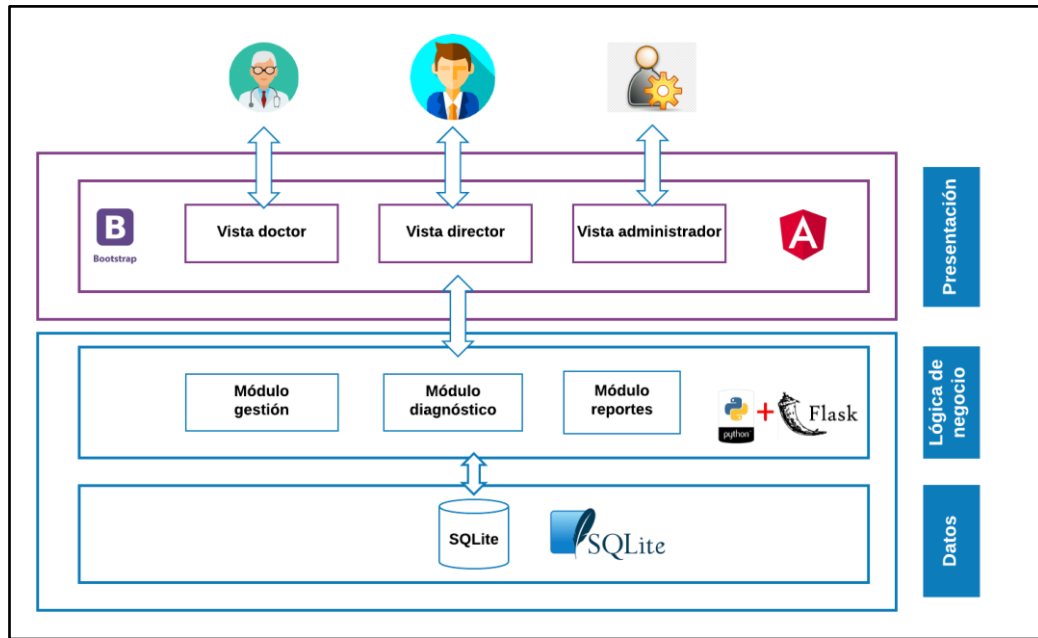 B
Bootstrap
Vista doctor
Vista director
Vista administrador
A
Presentación
Módulo
gestión
Módulo
diagnóstico
Módulo
reportes
python
+
Flask
Lógica de
negocio
SQLite
SQLite
Datos